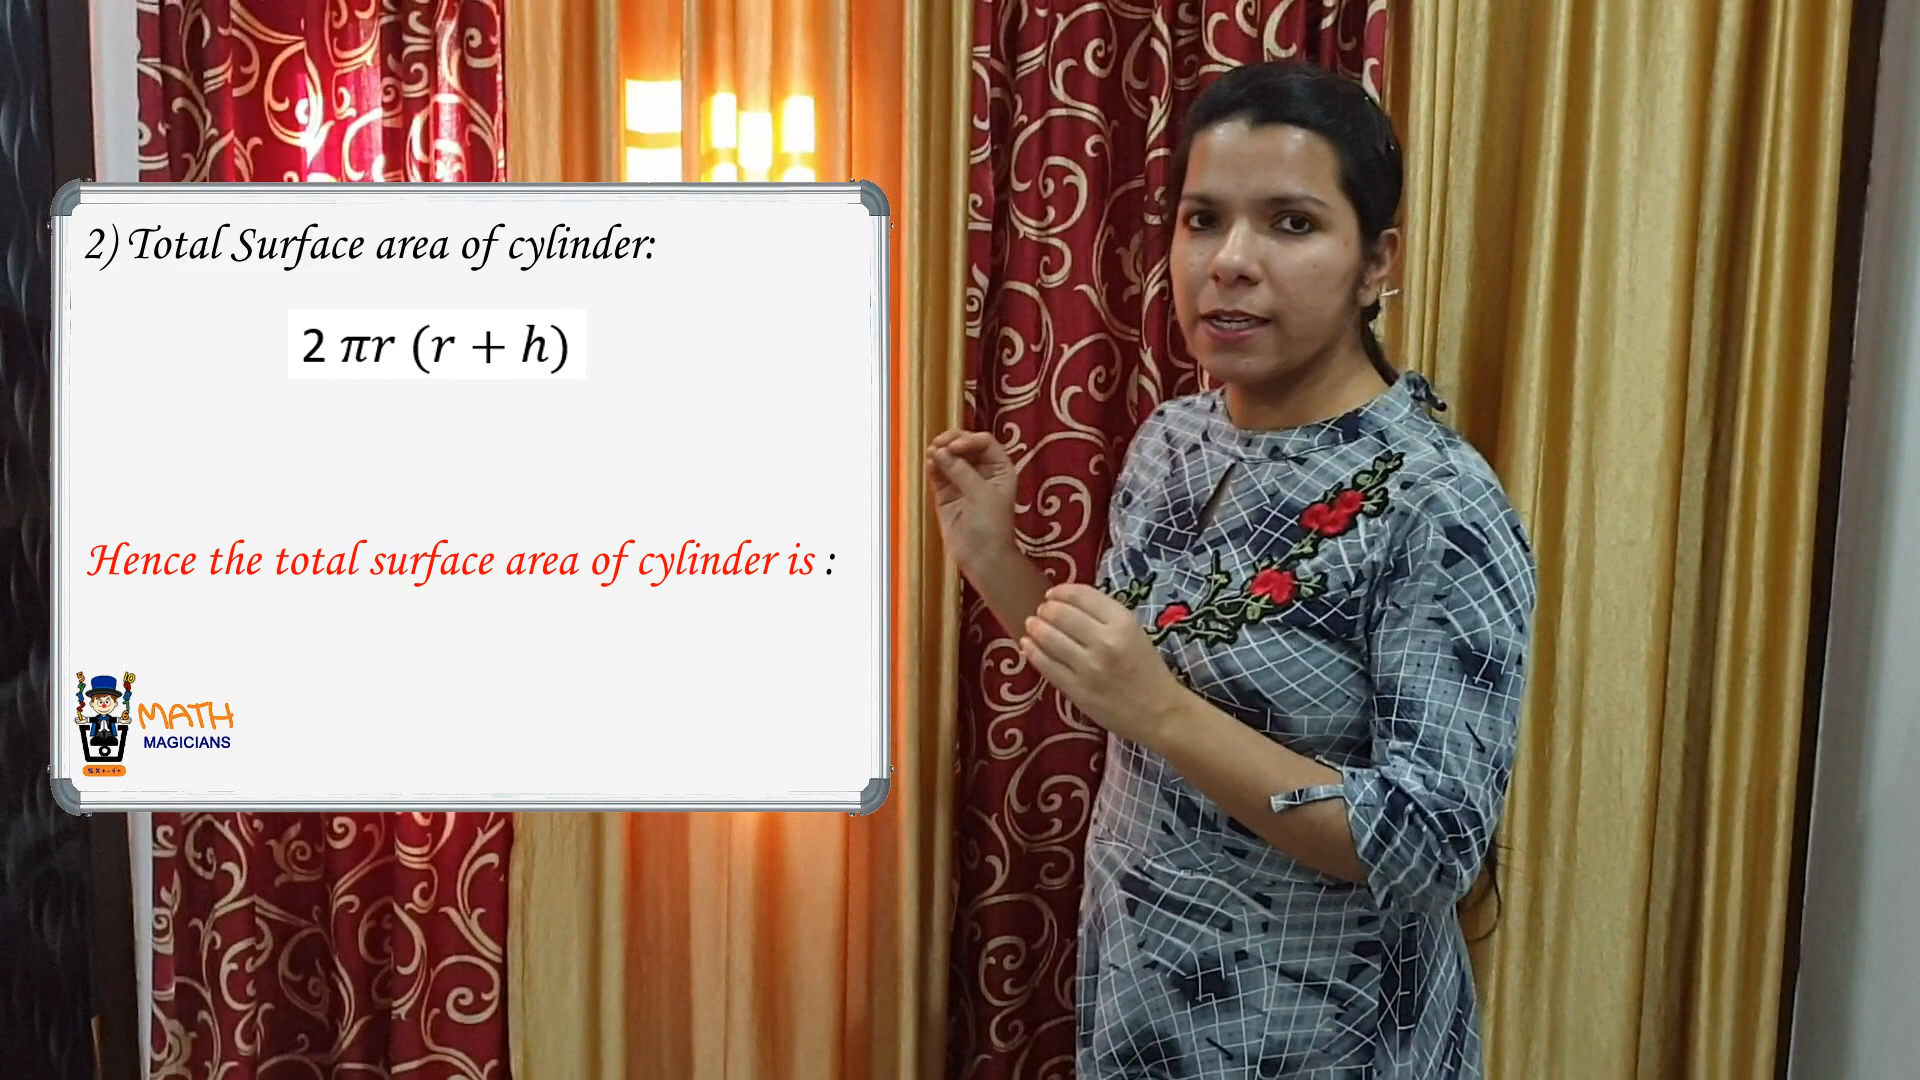 2) Total Surface area of cylinder:
2 πr (r + h)
Hence the total surface area of cylinder is :
MATH
MAGICIANS